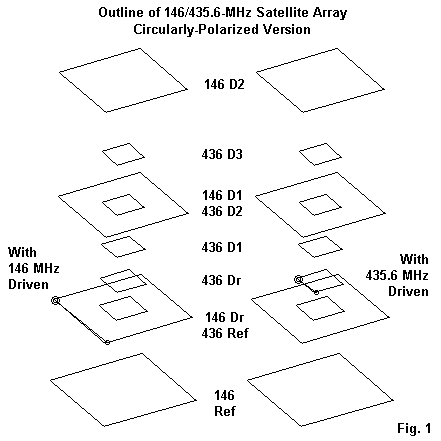 Outline of 146/435.6-MHz Satellite Array
Circularly-Polarized Version
146 D2
436 D3
146 D1
436 D2
With
146 MHz
Driven
436 D1
With
435.6 MHz
Driven
436 Dr
146 Dr
436 Ref
146
Ref
Fig. 1